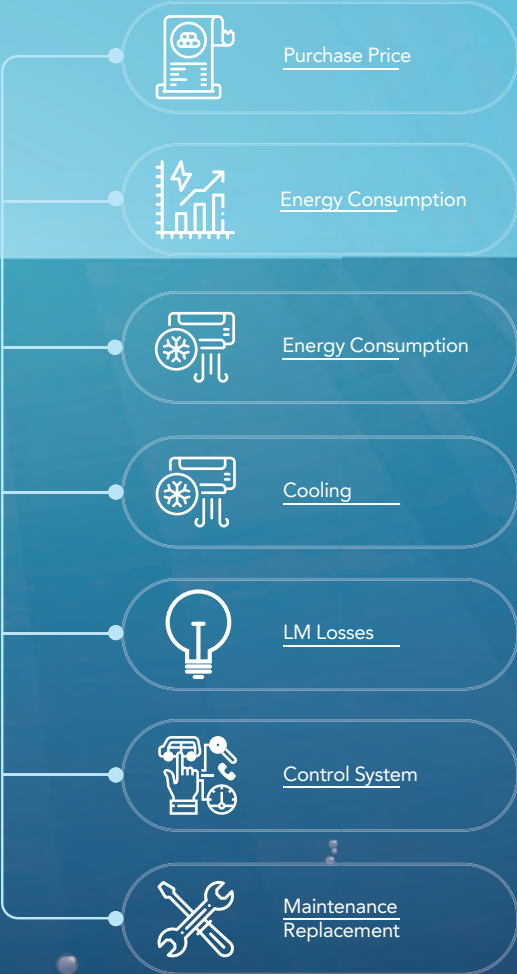 Purchase Price
Energy Consumption
Energy Consumption
Cooling
LM Losses
Control System
Maintenance
Replacement